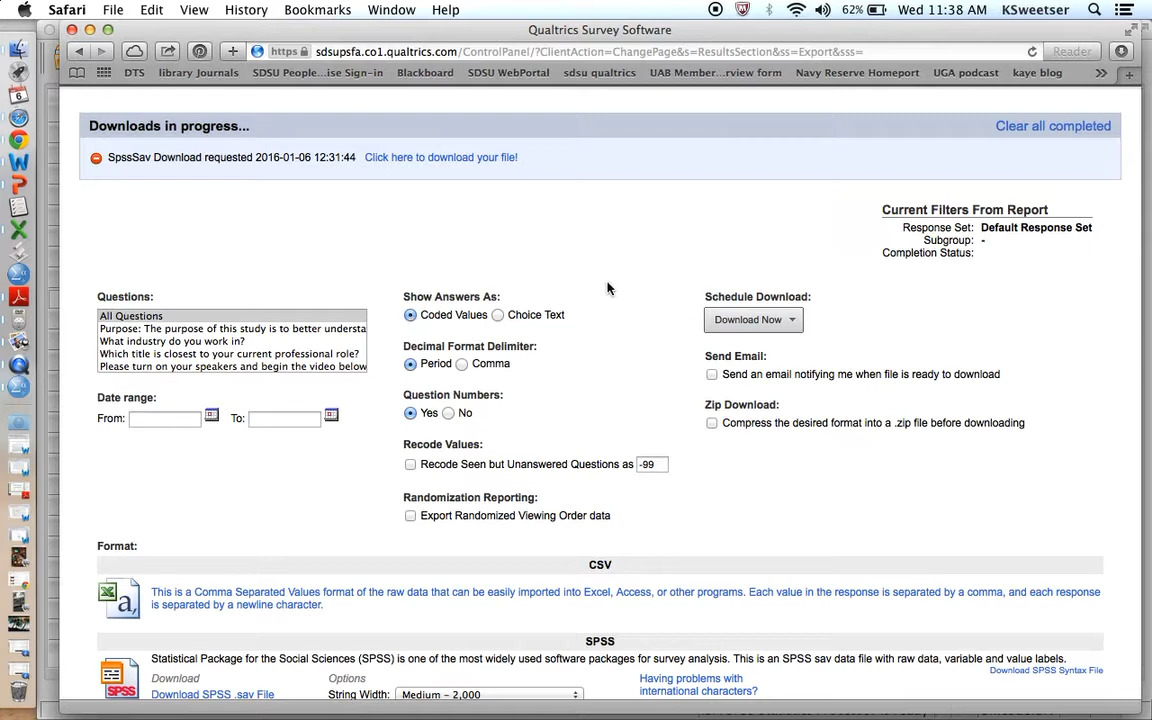 Safari File Edit View History Bookmarks Window Help 62% Wed 11:38 AM KSweetser
Qualtrics Survey Software
https sdsupsfa.co1.qualtrics.com/ControlPanel/?ClientAction=ChangePage&s=ResultsSection&ss=Export&sss= Reader
DTS library Journals SDSU People...ise Sign-in Blackboard SDSU WebPortal sdsu qualtrics UAB Member...rview form Navy Reserve Homeport UGA podcast kaye blog
Downloads in progress... Clear all completed
SpssSav Download requested 2016-01-06 12:31:44 Click here to download your file!
Current Filters From Report
Response Set: Default Response Set
Subgroup: -
Completion Status:
Questions: Show Answers As: Schedule Download:
All Questions Coded Values Choice Text Download Now
Purpose: The purpose of this study is to better understa
What industry do you work in? Decimal Format Delimiter:
Which title is closest to your current professional role? Send Email:
Please turn on your speakers and begin the video below Period Comma Send an email notifying me when file is ready to download
Date range: Question Numbers: Zip Download:
From: To: Yes No Compress the desired format into a .zip file before downloading
Recode Values:
Recode Seen but Unanswered Questions as -99
Randomization Reporting:
Export Randomized Viewing Order data
Format:
CSV
This is a Comma Separated Values format of the raw data that can be easily imported into Excel, Access, or other programs. Each value in the response is separated by a comma, and each response
is separated by a newline character.
SPSS
Statistical Package for the Social Sciences (SPSS) is one of the most widely used software packages for survey analysis. This is an SPSS sav data file with raw data, variable and value labels.
Download SPSS Syntax File
Download Options Having problems with
international characters?
Download SPSS .sav File String Width: Medium - 2,000